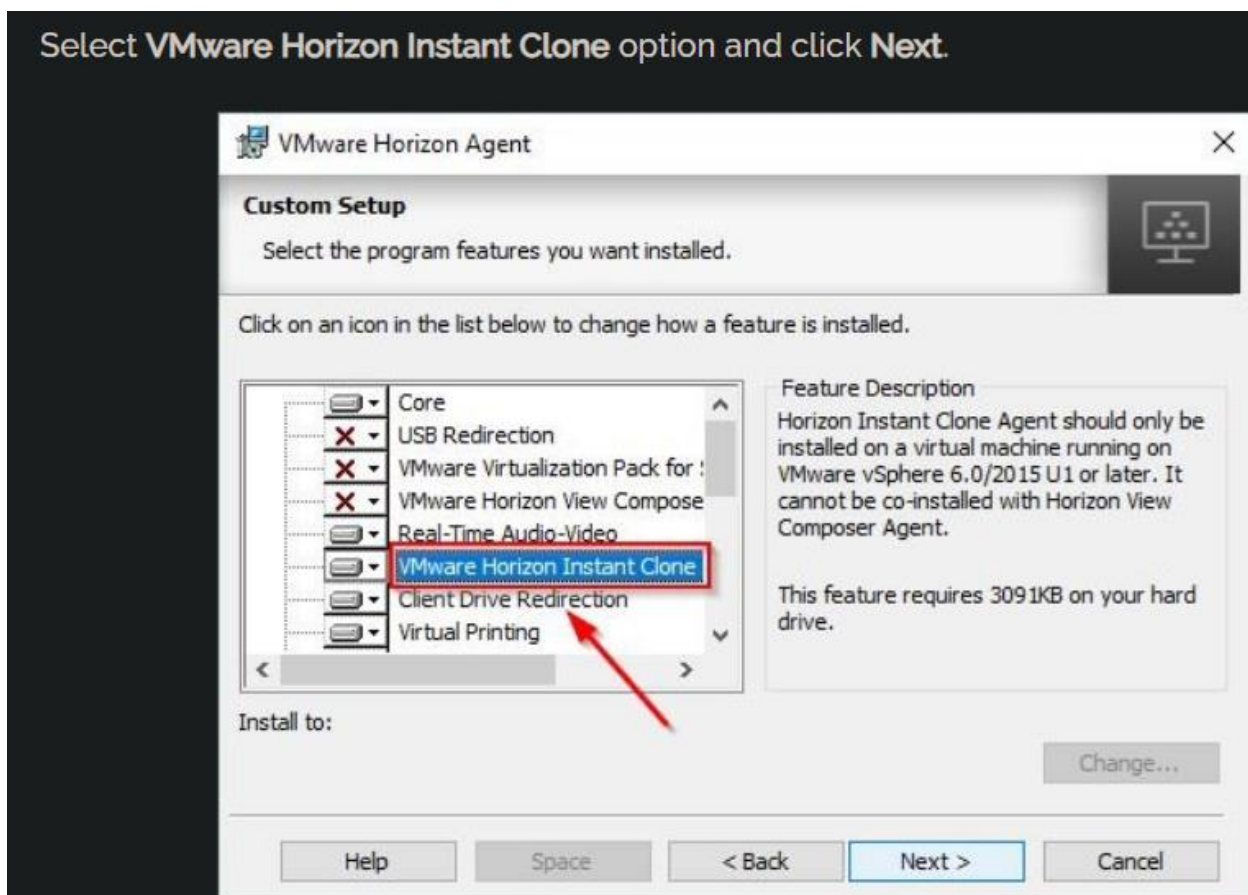 Select VMware Horizon Instant Clone option and click Next.
VMware Horizon Agent
Custom Setup
Select the program features you want installed.
Click on an icon in the list below to change how a feature is installed.
Core
USB Redirection
VMware Virtualization Pack for
VMware Horizon View Compose
Real-Time Audio-Video
VMware Horizon Instant Clone
Client Drive Redirection
Virtual Printing
Feature Description
Horizon Instant Clone Agent should only be
installed on a virtual machine running on
VMware vSphere 6.0/2015 U1 or later. It
cannot be co-installed with Horizon View
Composer Agent.
This feature requires 3091KB on your hard
drive.
Install to:
Change...
Help
Space
< Back
Next >
Cancel